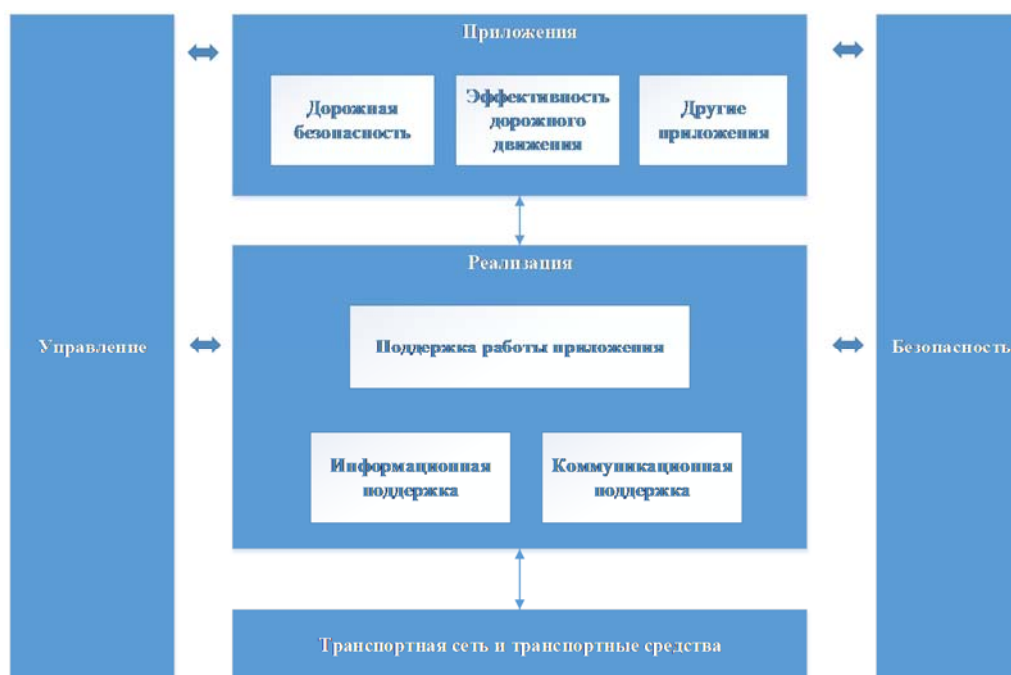 Приложения
Дорожная
безопасность
Эффективность
дорожного
движения
Другие
приложения
Реализация
Управление
Поддержка работы приложения
Безопасность
Информационная
поддержка
Коммуникационная
поддержка
Транспортная сеть и транспортные средства